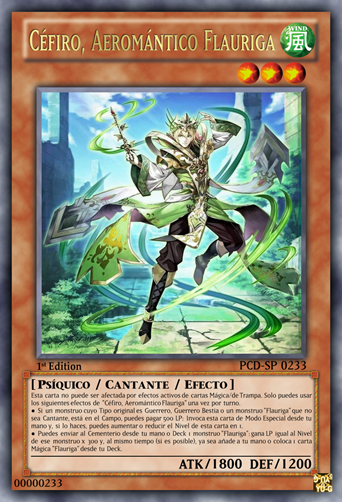 Céfiro, Aeromántico Flauriga
WIND
風
1st Edition
PCD-SP 0233
[Psíquico / Cantante / Efecto]
Esta carta no puede ser afectada por efectos activos de cartas Mágica/de Trampa. Solo puedes usar
los siguientes efectos de "Céfiro, Aeromántico Flauriga" una vez por turno.
● Si un monstruo cuyo Tipo original es Guerrero, Guerrero Bestia o un monstruo "Flauriga" que no
sea Cantante, está en el Campo, puedes pagar 500 LP: Invoca esta carta de Modo Especial desde tu
mano y, si lo haces, puedes aumentar o reducir el Nivel de esta carta en 1.
● Puedes enviar al Cementerio desde tu mano o Deck 1 monstruo "Flauriga": gana LP igual al Nivel
de ese monstruo x 300 y, al mismo tiempo (si es posible), ya sea añade a tu mano o coloca 1 carta
Mágica "Flauriga" desde tu Deck.
ATK/1800 DEF/1200
00000233